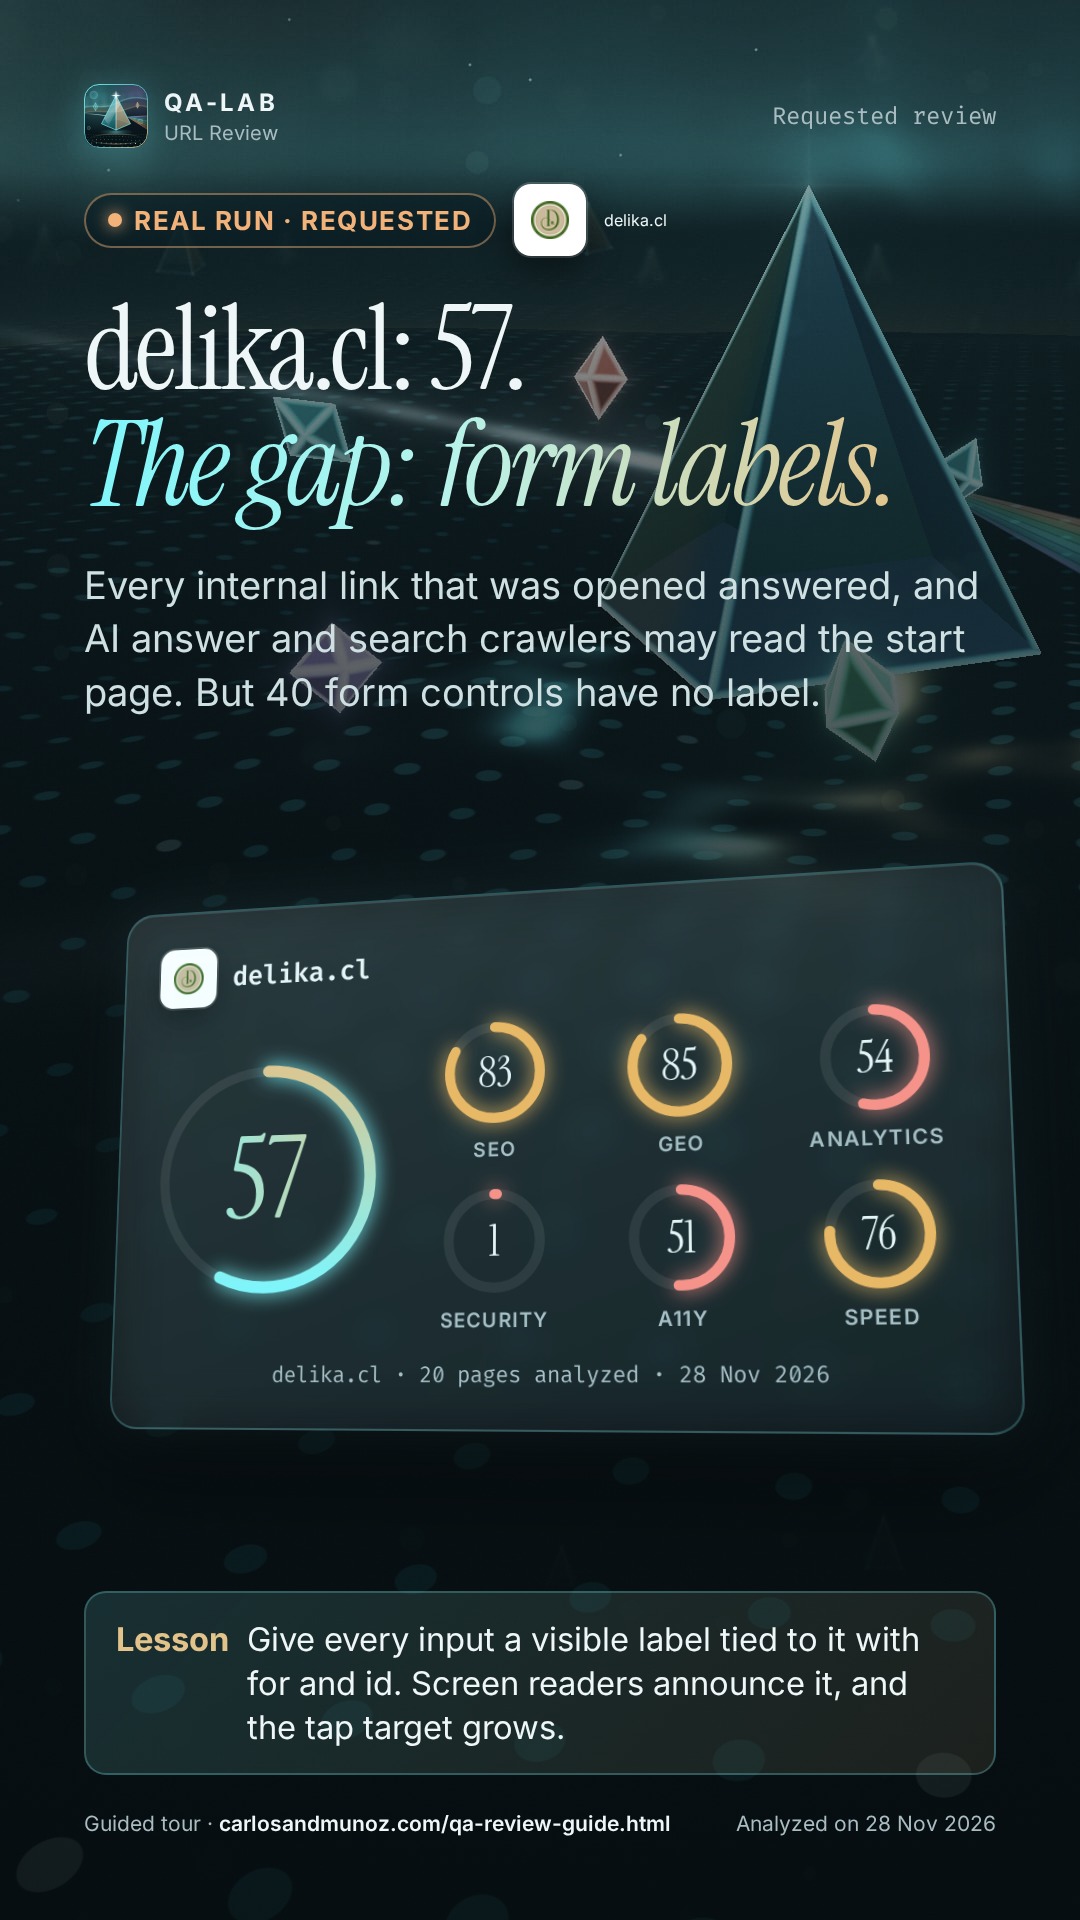 QA-LAB
URL Review
Requested review
REAL RUN · REQUESTED
delika.cl
delika.cl: 57.
The gap: form labels.
Every internal link that was opened answered, and
AI answer and search crawlers may read the start
page. But 40 form controls have no label.
delika.cl
57
83
SEO
85
GEO
54
ANALYTICS
1
SECURITY
51
A11Y
76
SPEED
delika.cl · 20 pages analyzed · 28 Nov 2026
Lesson Give every input a visible label tied to it with
for and id. Screen readers announce it, and
the tap target grows.
Guided tour · carlosandmunoz.com/qa-review-guide.html
Analyzed on 28 Nov 2026